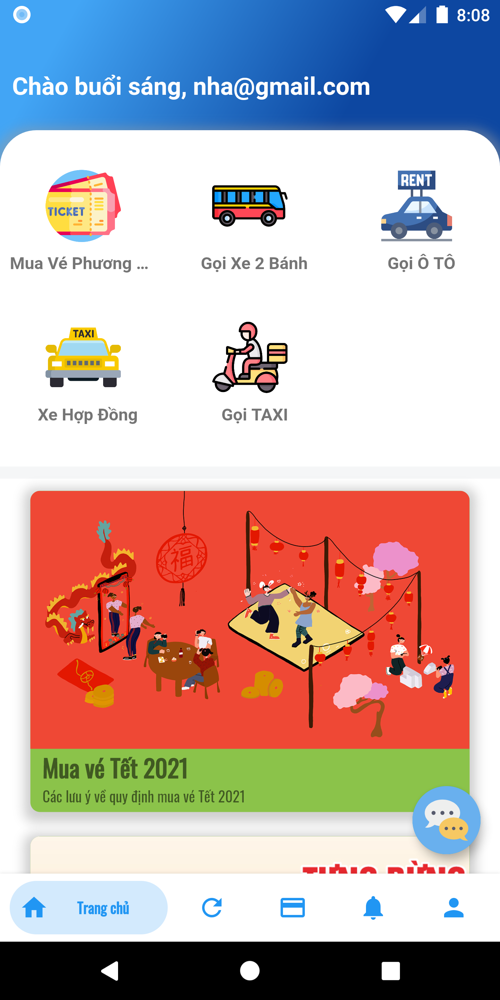 8:08
Chào buổi sáng, nha@gmail.com
RENT
TICKET
Mua Vé Phương ...
Gọi Xe 2 Bánh
Gọi Ô TÔ
TAXI
Xe Hợp Đồng
Gọi TAXI
福
Mua vé Tết 2021
Các lưu ý về quy định mua vé Tết 2021
Trang chủ